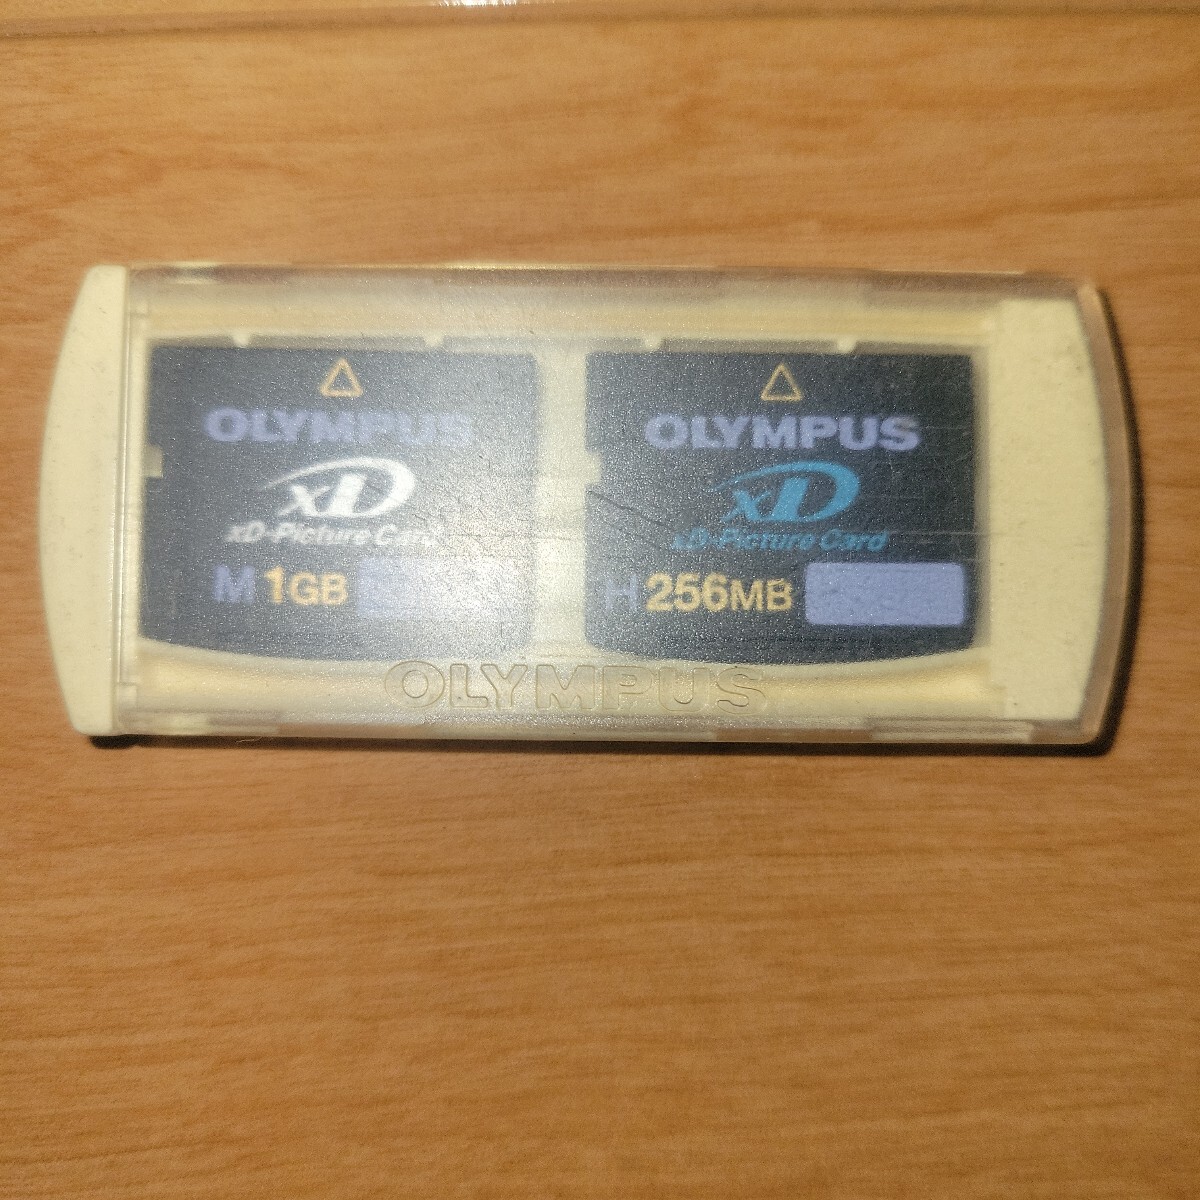 OLYMPUS
xD
xD-Picture Card
M 1GB
OLYMPUS
xD
xD-Picture Card
H 256MB
OLYMPUS